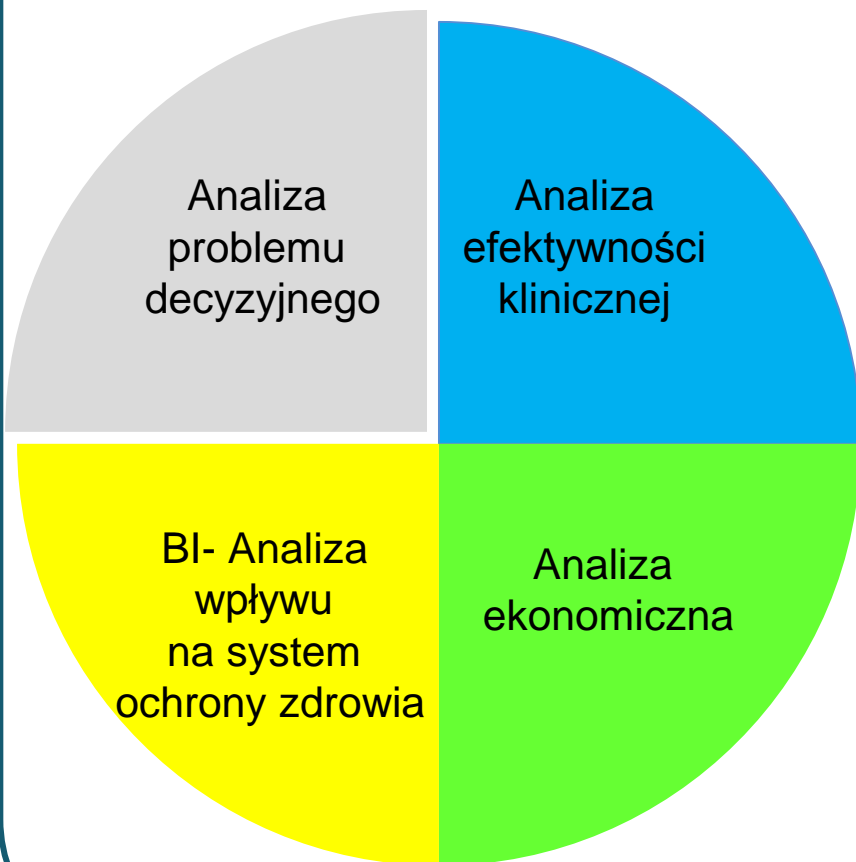 Analiza
problemu
decyzyjnego
Analiza
efektywności
klinicznej
BI- Analiza
wpływu
na system
ochrony zdrowia
Analiza
ekonomiczna